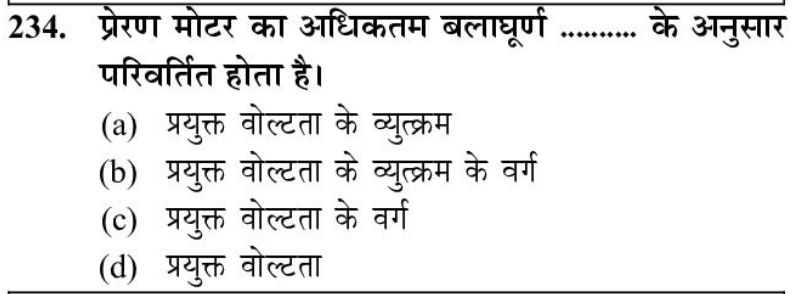 234. प्रेरण मोटर का अधिकतम बलाघूर्ण ........... के अनुसार
परिवर्तित होता है।
(a) प्रयुक्त वोल्टता के व्युत्क्रम
(b) प्रयुक्त वोल्टता के व्युत्क्रम के वर्ग
(c) प्रयुक्त वोल्टता के वर्ग
(d) प्रयुक्त वोल्टता